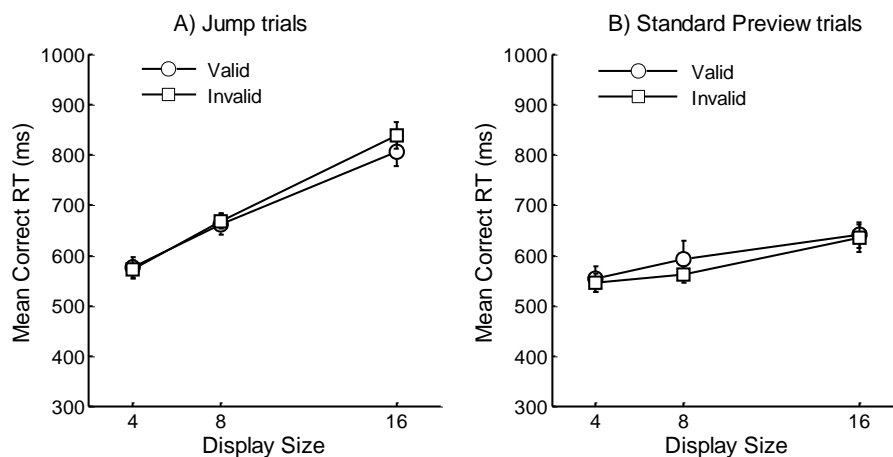 A) Jump trials
1000
900
800
700
600
500
400
300
Mean Correct RT (ms)
Valid
Invalid
4
8
16
Display Size
B) Standard Preview trials
1000
900
800
700
600
500
400
300
Mean Correct RT (ms)
Valid
Invalid
4
8
16
Display Size